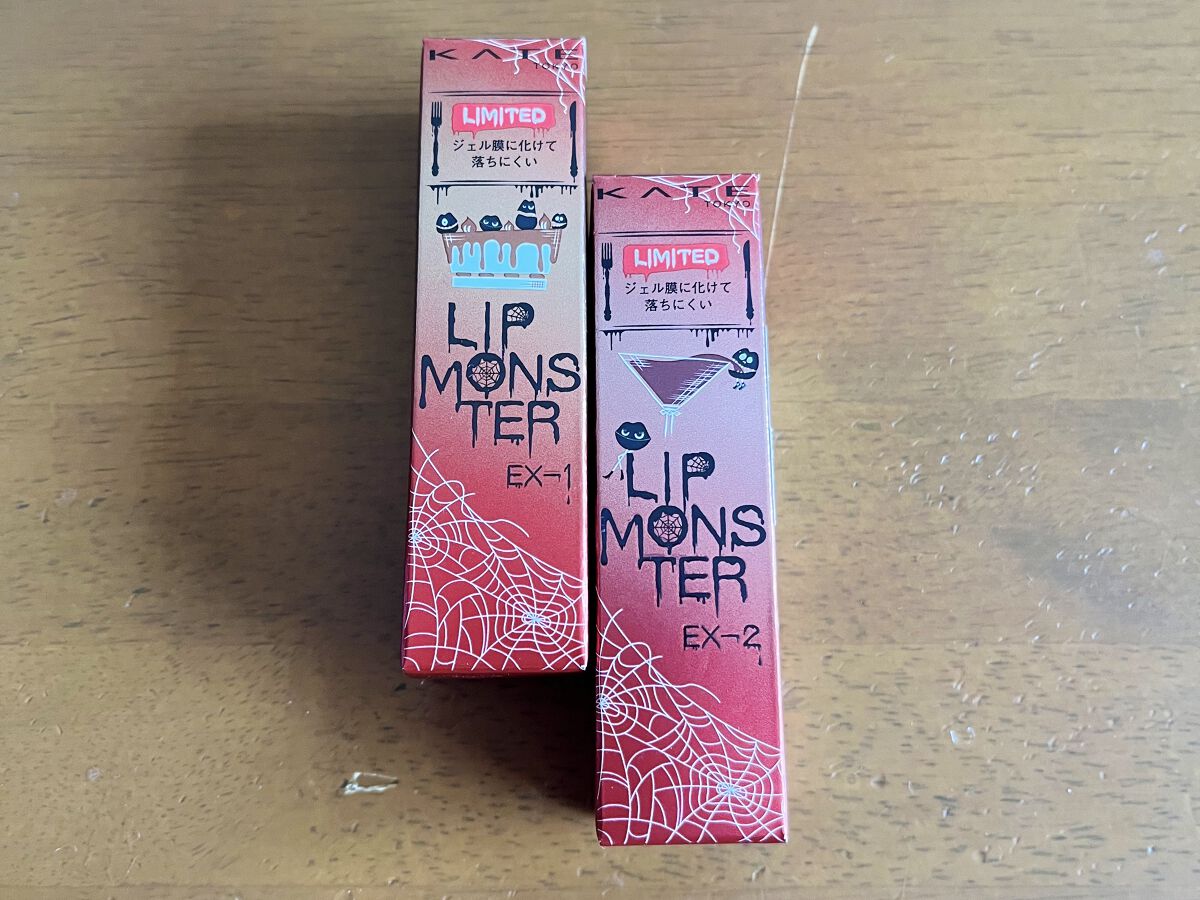 KATE
TOKYO
LIMITED
ジェル膜に化けて
落ちにくい
LIP
MONS
TER
EX-1
KATE
TOKYO
LIMITED
ジェル膜に化けて
落ちにくい
LIP
MONS
TER
EX-2